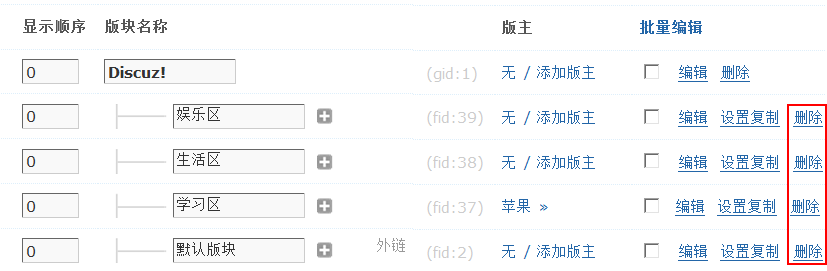 显示顺序 版块名称 版主 批量编辑
0 Discuz! (gid:1) 无 / 添加版主 编辑 删除
0 娱乐区 (fid:39) 无 / 添加版主 编辑 设置复制 删除
0 生活区 (fid:38) 无 / 添加版主 编辑 设置复制 删除
0 学习区 (fid:37) 苹果 » 编辑 设置复制 删除
0 默认版块 外链 (fid:2) 无 / 添加版主 编辑 设置复制 删除